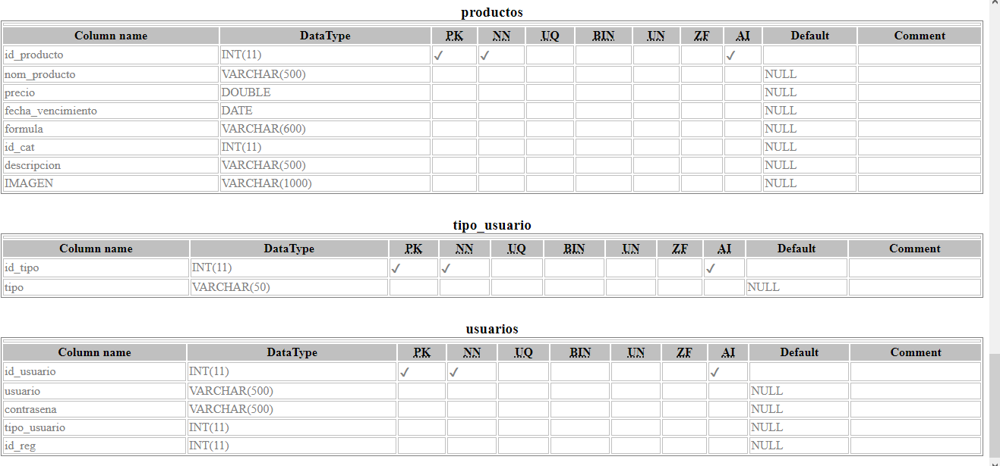 productos
Column name DataType PK NN UQ BIN UN ZF AI Default Comment
id_producto INT(11) ✓ ✓ ✓
nom_producto VARCHAR(500) NULL
precio DOUBLE NULL
fecha_vencimiento DATE NULL
formula VARCHAR(600) NULL
id_cat INT(11) NULL
descripcion VARCHAR(500) NULL
IMAGEN VARCHAR(1000) NULL
tipo_usuario
Column name DataType PK NN UQ BIN UN ZF AI Default Comment
id_tipo INT(11) ✓ ✓ ✓
tipo VARCHAR(50) NULL
usuarios
Column name DataType PK NN UQ BIN UN ZF AI Default Comment
id_usuario INT(11) ✓ ✓ ✓
usuario VARCHAR(500) NULL
contrasena VARCHAR(500) NULL
tipo_usuario INT(11) NULL
id_reg INT(11) NULL